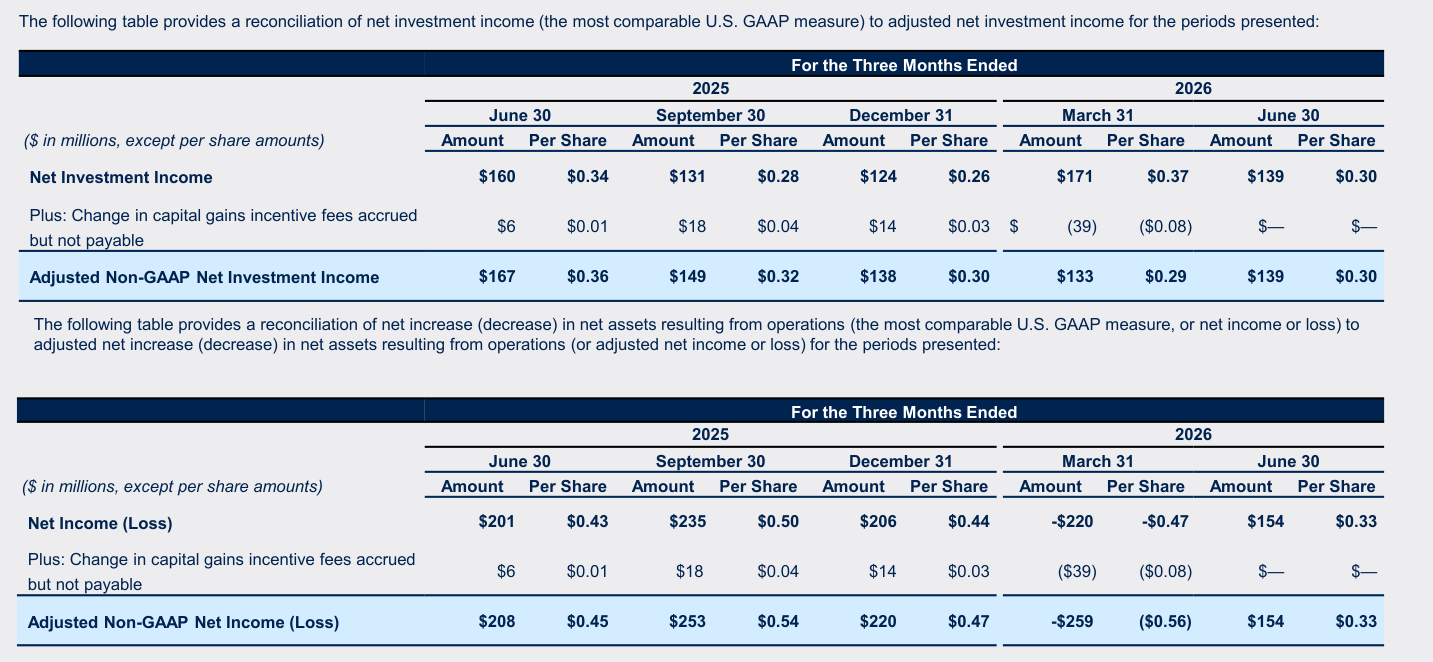 The following table provides a reconciliation of net investment income (the most comparable U.S. GAAP measure) to adjusted net investment income for the periods presented:
For the Three Months Ended
2025 2026
June 30 September 30 December 31 March 31 June 30
($ in millions, except per share amounts) Amount Per Share Amount Per Share Amount Per Share Amount Per Share Amount Per Share
Net Investment Income $160 $0.34 $131 $0.28 $124 $0.26 $171 $0.37 $139 $0.30
Plus: Change in capital gains incentive fees accrued
but not payable $6 $0.01 $18 $0.04 $14 $0.03 $ (39) ($0.08) $— $—
Adjusted Non-GAAP Net Investment Income $167 $0.36 $149 $0.32 $138 $0.30 $133 $0.29 $139 $0.30
The following table provides a reconciliation of net increase (decrease) in net assets resulting from operations (the most comparable U.S. GAAP measure, or net income or loss) to
adjusted net increase (decrease) in net assets resulting from operations (or adjusted net income or loss) for the periods presented:
For the Three Months Ended
2025 2026
June 30 September 30 December 31 March 31 June 30
($ in millions, except per share amounts) Amount Per Share Amount Per Share Amount Per Share Amount Per Share Amount Per Share
Net Income (Loss) $201 $0.43 $235 $0.50 $206 $0.44 -$220 -$0.47 $154 $0.33
Plus: Change in capital gains incentive fees accrued
but not payable $6 $0.01 $18 $0.04 $14 $0.03 ($39) ($0.08) $— $—
Adjusted Non-GAAP Net Income (Loss) $208 $0.45 $253 $0.54 $220 $0.47 -$259 ($0.56) $154 $0.33